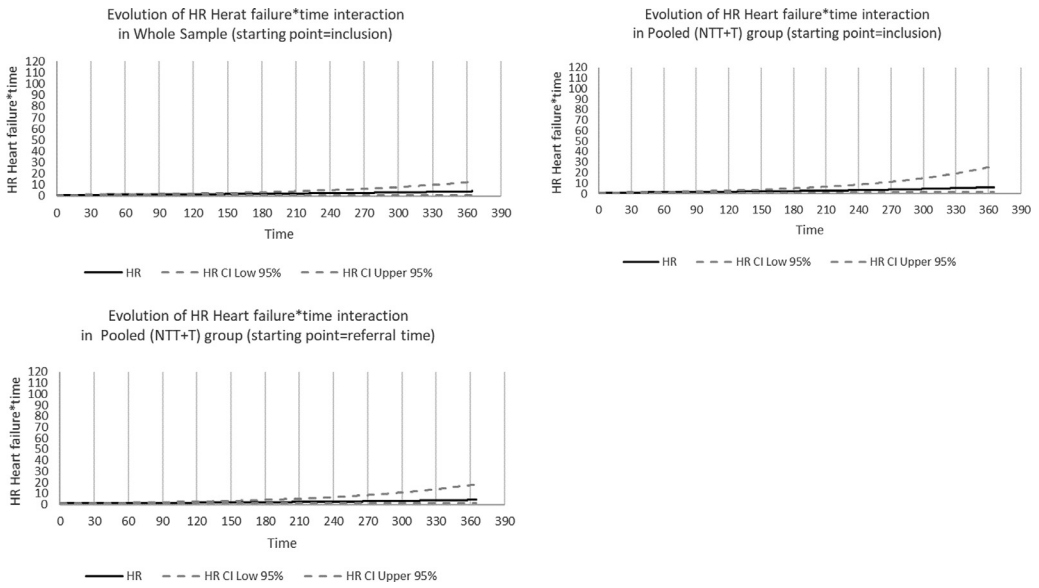 Evolution of HR Herat failure*time interaction
in Whole Sample (starting point=inclusion)
HR Heart failure*time
120
110
100
90
80
70
60
50
40
30
20
10
0
0 30 60 90 120 150 180 210 240 270 300 330 360 390
Time
HR HR CI Low 95% HR CI Upper 95%
Evolution of HR Heart failure*time interaction
in Pooled (NTT+T) group (starting point=inclusion)
HR Heart failure*time
120
110
100
90
80
70
60
50
40
30
20
10
0
0 30 60 90 120 150 180 210 240 270 300 330 360 390
Time
HR HR CI Low 95% HR CI Upper 95%
Evolution of HR Heart failure*time interaction
in Pooled (NTT+T) group (starting point=referral time)
HR Heart failure*time
120
110
100
90
80
70
60
50
40
30
20
10
0
0 30 60 90 120 150 180 210 240 270 300 330 360 390
Time
HR HR CI Low 95% HR CI Upper 95%